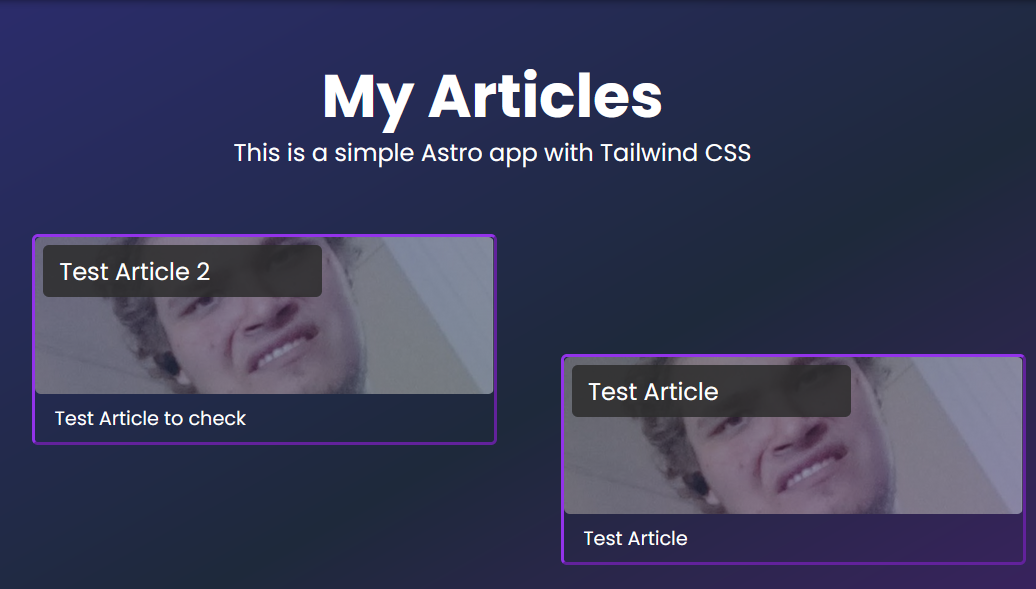 My Articles
This is a simple Astro app with Tailwind CSS
Test Article 2
Test Article to check
Test Article
Test Article